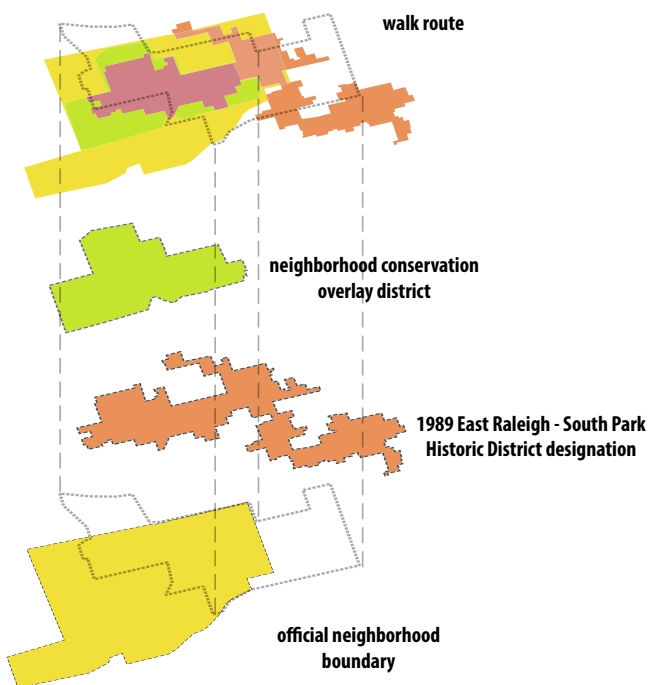 walk route
neighborhood conservation
overlay district
1989 East Raleigh - South Park
Historic District designation
official neighborhood
boundary